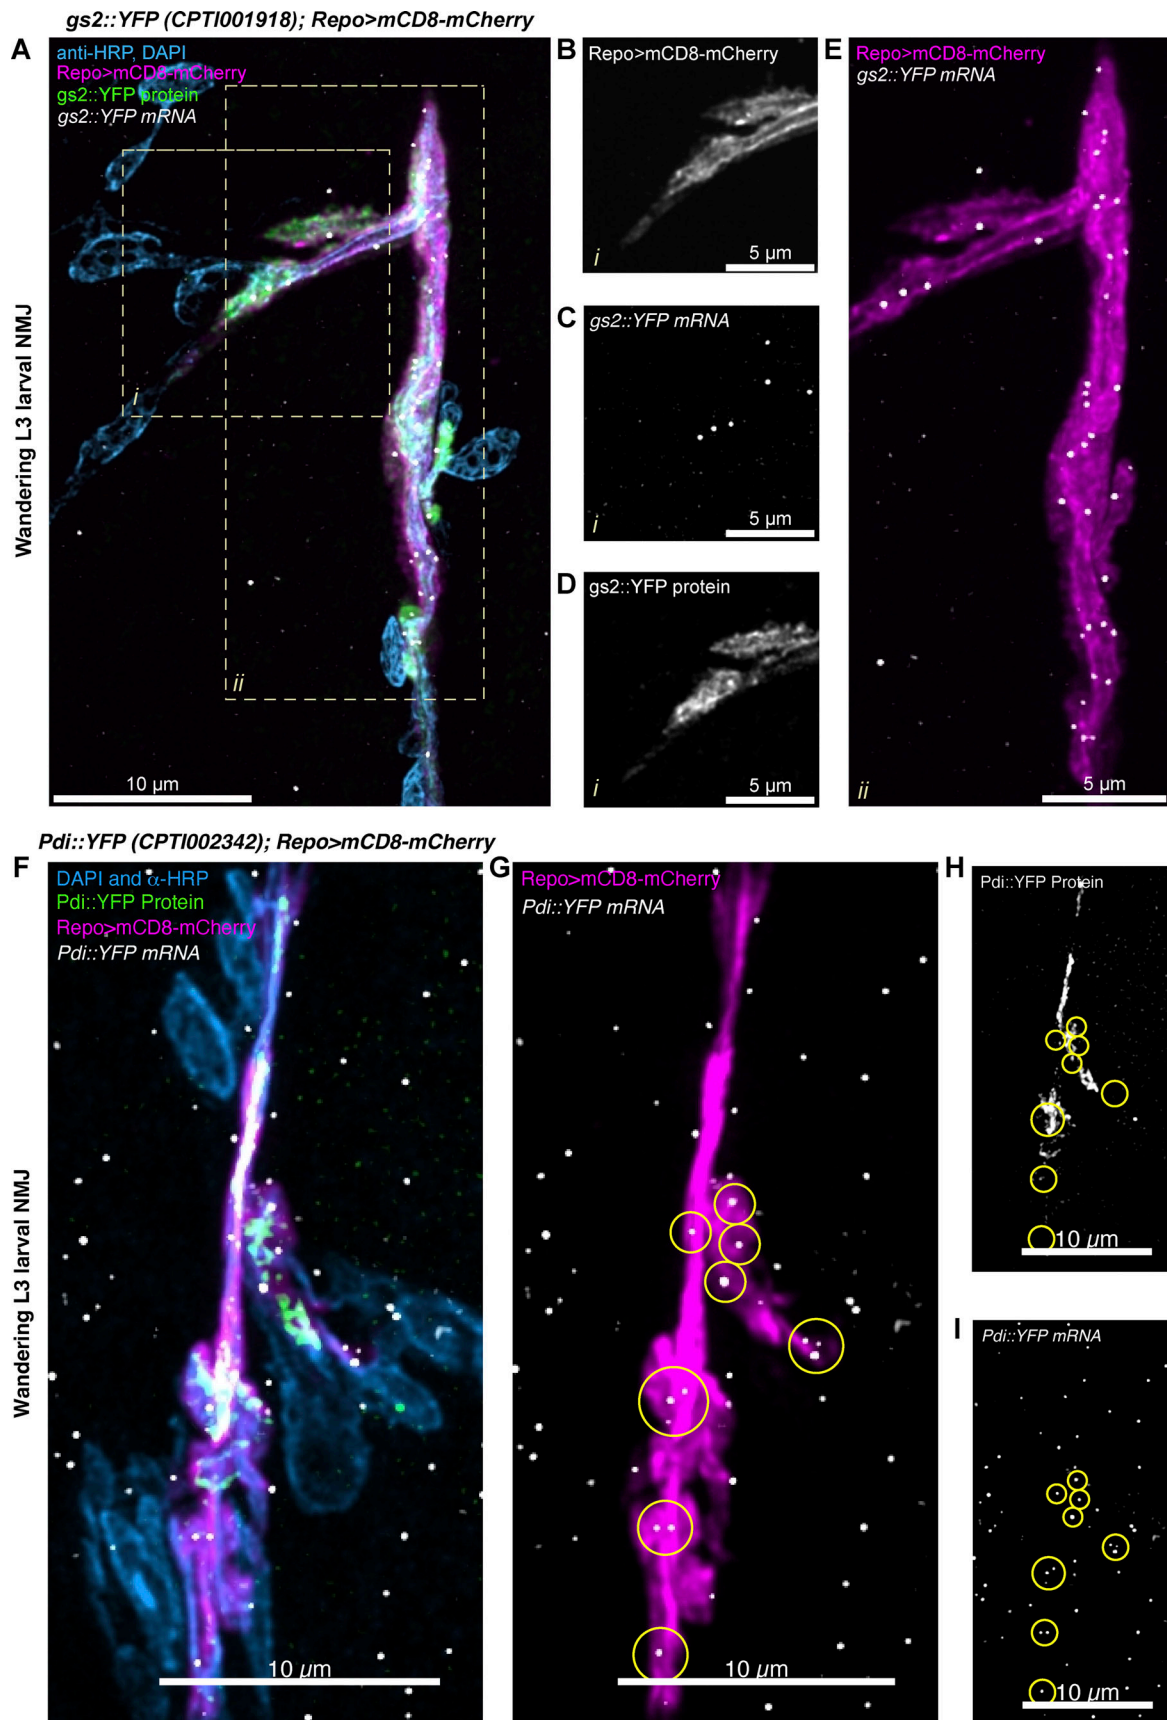 gs2::YFP (CPTI001918); Repo>mCD8-mCherry
Wandering L3 larval NMJ
A
anti-HRP, DAPI
Repo>mCD8-mCherry
gs2::YFP protein
gs2::YFP mRNA
i
ii
10 µm
B
Repo>mCD8-mCherry
i
5 µm
C
gs2::YFP mRNA
i
5 µm
D
gs2::YFP protein
i
5 µm
E
Repo>mCD8-mCherry
gs2::YFP mRNA
ii
5 µm
Pdi::YFP (CPTI002342); Repo>mCD8-mCherry
Wandering L3 larval NMJ
F
DAPI and α-HRP
Pdi::YFP Protein
Repo>mCD8-mCherry
Pdi::YFP mRNA
10 µm
G
Repo>mCD8-mCherry
Pdi::YFP mRNA
10 µm
H
Pdi::YFP Protein
10 µm
I
Pdi::YFP mRNA
10 µm